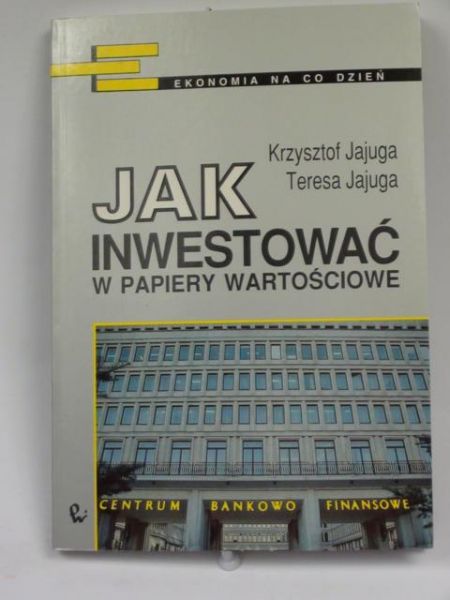 EKONOMIA NA CO DZIEŃ
Krzysztof Jajuga
Teresa Jajuga
JAK
INWESTOWAĆ
W PAPIERY WARTOŚCIOWE
CENTRUM BANKOWO FINANSOWE